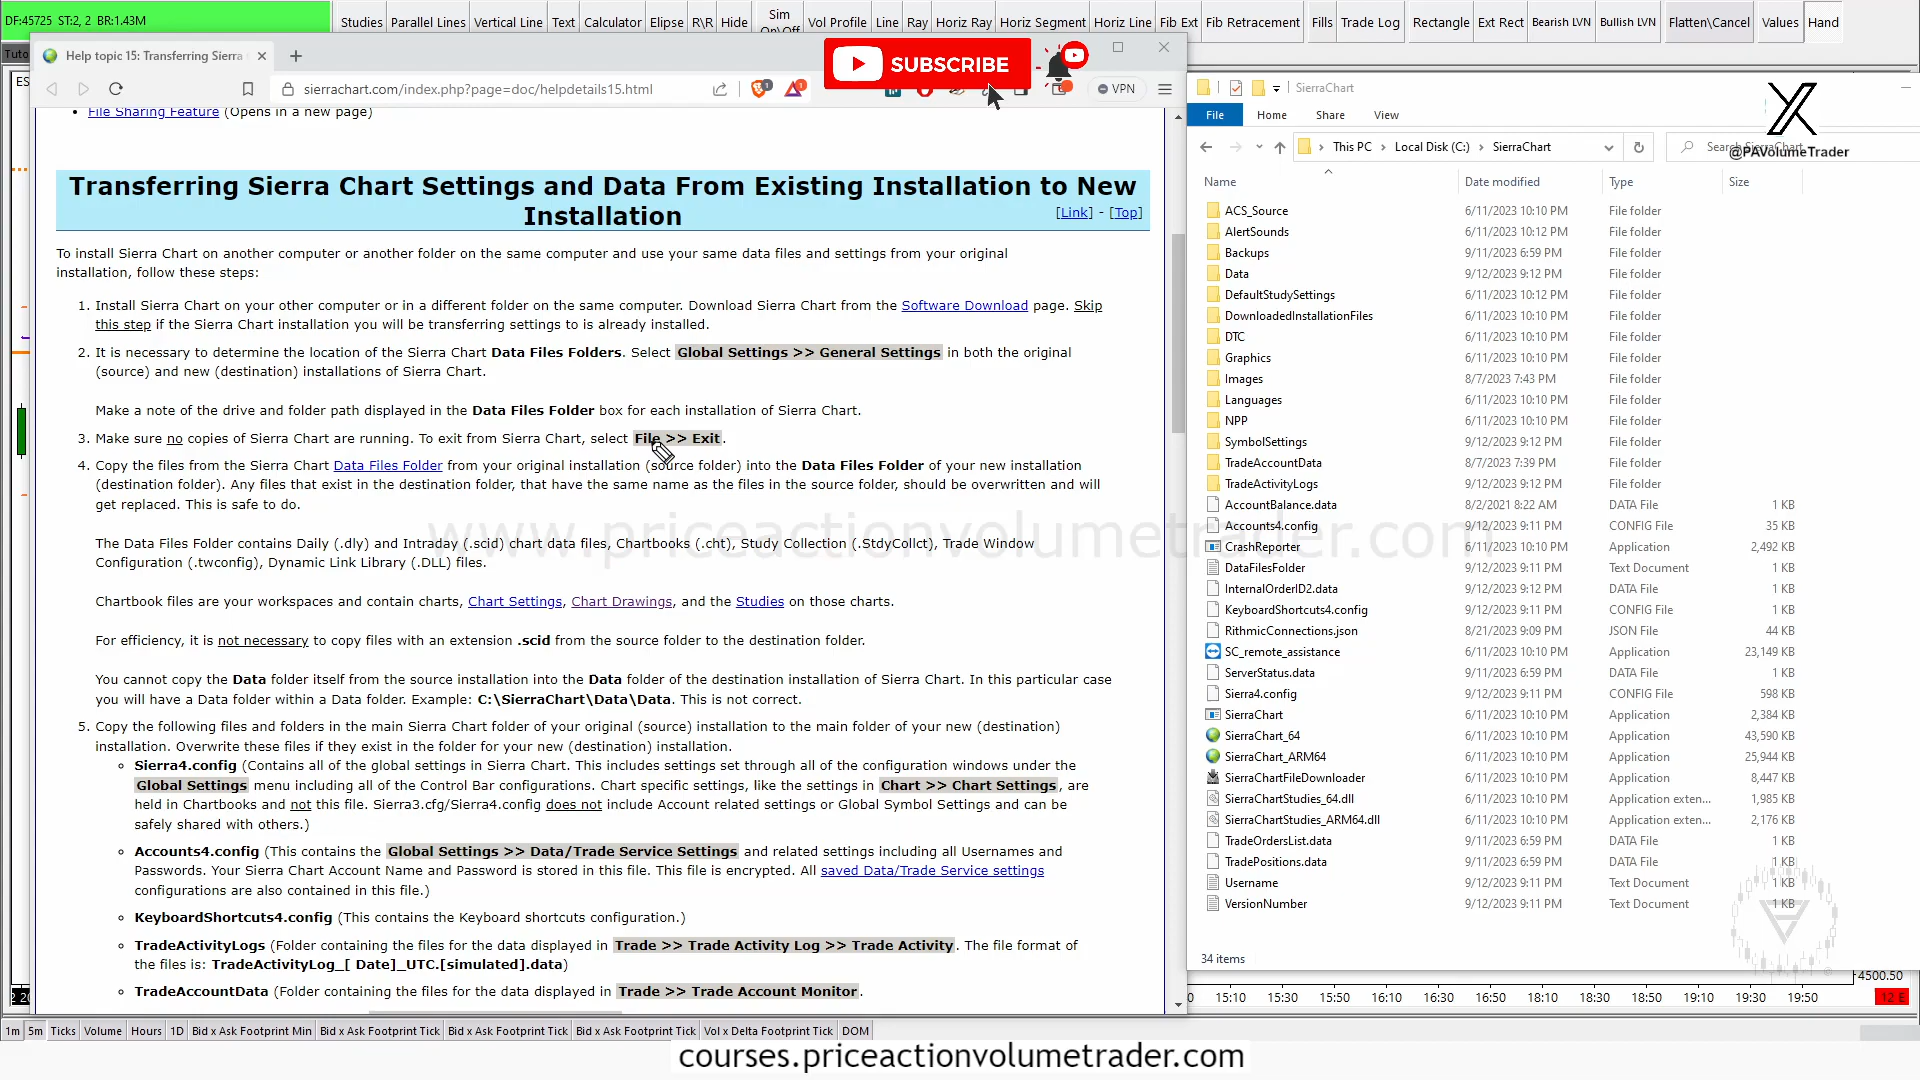 DF:45725 ST:2, 2 BR:1.43M
Studies
Parallel Lines
Vertical Line
Text
Calculator
Elipse
R\R
Hide
Sim
On\Off
Vol Profile
Line
Ray
Horiz Ray
Horiz Segment
Horiz Line
Fib Ext
Fib Retracement
Fills
Trade Log
Rectangle
Ext Rect
Bearish LVN
Bullish LVN
Flatten\Cancel
Values
Hand
Tuto
Help topic 15: Transferring Sierra
SUBSCRIBE
sierrachart.com/index.php?page=doc/helpdetails15.html
VPN
ES
File Sharing Feature (Opens in a new page)
Transferring Sierra Chart Settings and Data From Existing Installation to New
Installation
[Link] - [Top]
To install Sierra Chart on another computer or another folder on the same computer and use your same data files and settings from your original
installation, follow these steps:
1. Install Sierra Chart on your other computer or in a different folder on the same computer. Download Sierra Chart from the Software Download page. Skip
this step if the Sierra Chart installation you will be transferring settings to is already installed.
2. It is necessary to determine the location of the Sierra Chart Data Files Folders. Select Global Settings >> General Settings in both the original
(source) and new (destination) installations of Sierra Chart.
Make a note of the drive and folder path displayed in the Data Files Folder box for each installation of Sierra Chart.
3. Make sure no copies of Sierra Chart are running. To exit from Sierra Chart, select File >> Exit.
4. Copy the files from the Sierra Chart Data Files Folder from your original installation (source folder) into the Data Files Folder of your new installation
(destination folder). Any files that exist in the destination folder, that have the same name as the files in the source folder, should be overwritten and will
get replaced. This is safe to do.
www.priceactionvolumetrader.com
The Data Files Folder contains Daily (.dly) and Intraday (.scid) chart data files, Chartbooks (.cht), Study Collection (.StdyCollct), Trade Window
Configuration (.twconfig), Dynamic Link Library (.DLL) files.
Chartbook files are your workspaces and contain charts, Chart Settings, Chart Drawings, and the Studies on those charts.
For efficiency, it is not necessary to copy files with an extension .scid from the source folder to the destination folder.
You cannot copy the Data folder itself from the source installation into the Data folder of the destination installation of Sierra Chart. In this particular case
you will have a Data folder within a Data folder. Example: C:\SierraChart\Data\Data. This is not correct.
5. Copy the following files and folders in the main Sierra Chart folder of your original (source) installation to the main folder of your new (destination)
installation. Overwrite these files if they exist in the folder for your new (destination) installation.
Sierra4.config (Contains all of the global settings in Sierra Chart. This includes settings set through all of the configuration windows under the
Global Settings menu including all of the Control Bar configurations. Chart specific settings, like the settings in Chart >> Chart Settings, are
held in Chartbooks and not this file. Sierra3.cfg/Sierra4.config does not include Account related settings or Global Symbol Settings and can be
safely shared with others.)
Accounts4.config (This contains the Global Settings >> Data/Trade Service Settings and related settings including all Usernames and
Passwords. Your Sierra Chart Account Name and Password is stored in this file. This file is encrypted. All saved Data/Trade Service settings
configurations are also contained in this file.)
KeyboardShortcuts4.config (This contains the Keyboard shortcuts configuration.)
TradeActivityLogs (Folder containing the files for the data displayed in Trade >> Trade Activity Log >> Trade Activity. The file format of
the files is: TradeActivityLog_[ Date]_UTC.[simulated].data)
TradeAccountData (Folder containing the files for the data displayed in Trade >> Trade Account Monitor.
SierraChart
File Home Share View
This PC > Local Disk (C:) > SierraChart
Search SierraChart
@PAVolumeTrader
Name Date modified Type Size
ACS_Source 6/11/2023 10:10 PM File folder
AlertSounds 6/11/2023 10:12 PM File folder
Backups 9/11/2023 6:59 PM File folder
Data 9/12/2023 9:12 PM File folder
DefaultStudySettings 6/11/2023 10:12 PM File folder
DownloadedInstallationFiles 6/11/2023 10:10 PM File folder
DTC 6/11/2023 10:10 PM File folder
Graphics 6/11/2023 10:10 PM File folder
Images 8/7/2023 7:43 PM File folder
Languages 6/11/2023 10:10 PM File folder
NPP 6/11/2023 10:10 PM File folder
SymbolSettings 9/12/2023 9:12 PM File folder
TradeAccountData 8/7/2023 7:39 PM File folder
TradeActivityLogs 9/12/2023 9:12 PM File folder
AccountBalance.data 8/2/2021 8:22 AM DATA File 1 KB
Accounts4.config 9/12/2023 9:11 PM CONFIG File 35 KB
CrashReporter 6/11/2023 10:10 PM Application 2,492 KB
DataFilesFolder 9/12/2023 9:11 PM Text Document 1 KB
InternalOrderID2.data 9/12/2023 9:12 PM DATA File 1 KB
KeyboardShortcuts4.config 9/12/2023 9:11 PM CONFIG File 1 KB
RithmicConnections.json 8/21/2023 9:09 PM JSON File 44 KB
SC_remote_assistance 6/11/2023 10:10 PM Application 23,149 KB
ServerStatus.data 9/11/2023 6:59 PM DATA File 1 KB
Sierra4.config 9/12/2023 9:11 PM CONFIG File 598 KB
SierraChart 6/11/2023 10:10 PM Application 2,384 KB
SierraChart_64 6/11/2023 10:10 PM Application 43,590 KB
SierraChart_ARM64 6/11/2023 10:10 PM Application 25,944 KB
SierraChartFileDownloader 6/11/2023 10:10 PM Application 8,447 KB
SierraChartStudies_64.dll 6/11/2023 10:10 PM Application exten... 1,985 KB
SierraChartStudies_ARM64.dll 6/11/2023 10:10 PM Application exten... 2,176 KB
TradeOrdersList.data 9/11/2023 6:59 PM DATA File 1 KB
TradePositions.data 9/11/2023 6:59 PM DATA File 1 KB
Username 9/12/2023 9:11 PM Text Document 1 KB
VersionNumber 9/12/2023 9:11 PM Text Document 1 KB
34 items
4500.50
15:10 15:30 15:50 16:10 16:30 16:50 18:10 18:30 18:50 19:10 19:30 19:50
12 E
1m
5m
Ticks
Volume
Hours
1D
Bid x Ask Footprint Min
Bid x Ask Footprint Tick
Bid x Ask Footprint Tick
Bid x Ask Footprint Tick
Vol x Delta Footprint Tick
DOM
courses.priceactionvolumetrader.com